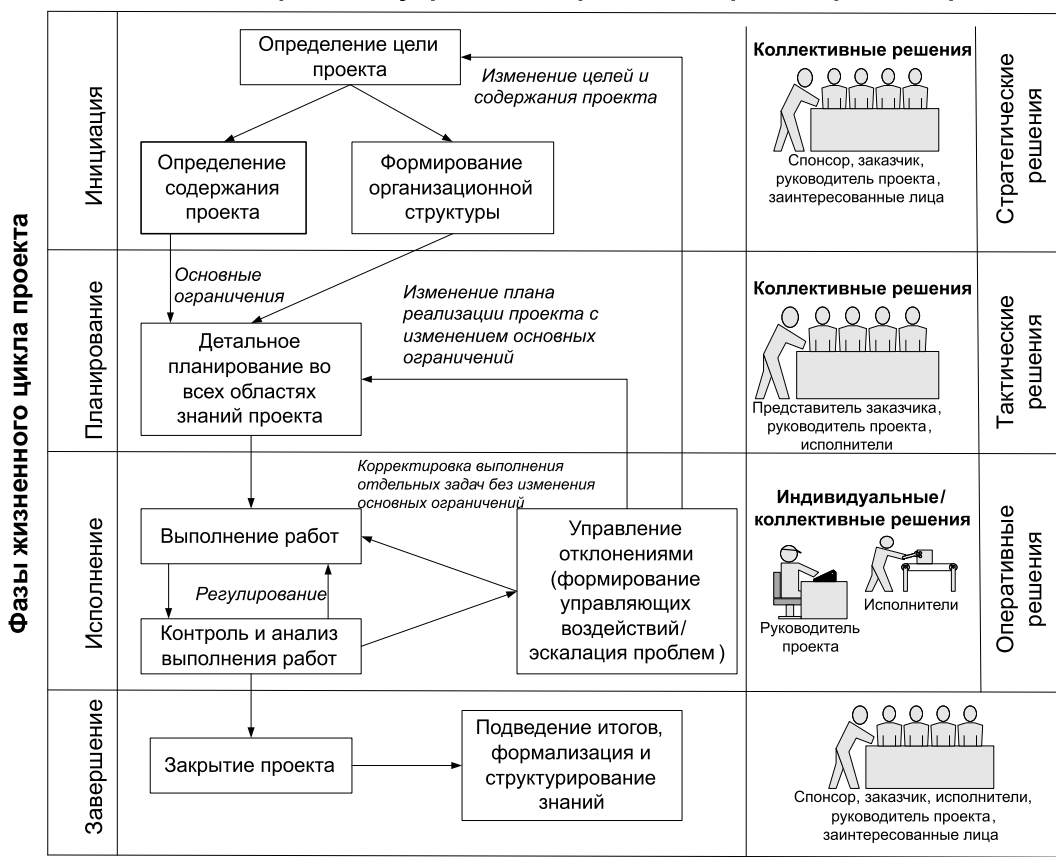 Фазы жизненного цикла проекта
Инициация
Определение цели
проекта
Изменение целей и
содержания проекта
Определение
содержания
проекта
Формирование
организационной
структуры
Коллективные решения
Спонсор, заказчик,
руководитель проекта,
заинтересованные лица
Стратегические
решения
Планирование
Основные
ограничения
Изменение плана
реализации проекта с
изменением основных
ограничений
Детальное
планирование во
всех областях
знаний проекта
Коллективные решения
Представитель заказчика,
руководитель проекта,
исполнители
Тактические
решения
Исполнение
Корректировка выполнения
отдельных задач без изменения
основных ограничений
Выполнение работ
Регулирование
Контроль и анализ
выполнения работ
Управление
отклонениями
(формирование
управляющих
воздействий/
эскалация проблем )
Индивидуальные/
коллективные решения
Исполнители
Руководитель
проекта
Оперативные
решения
Завершение
Закрытие проекта
Подведение итогов,
формализация и
структурирование
знаний
Спонсор, заказчик, исполнители,
руководитель проекта,
заинтересованные лица